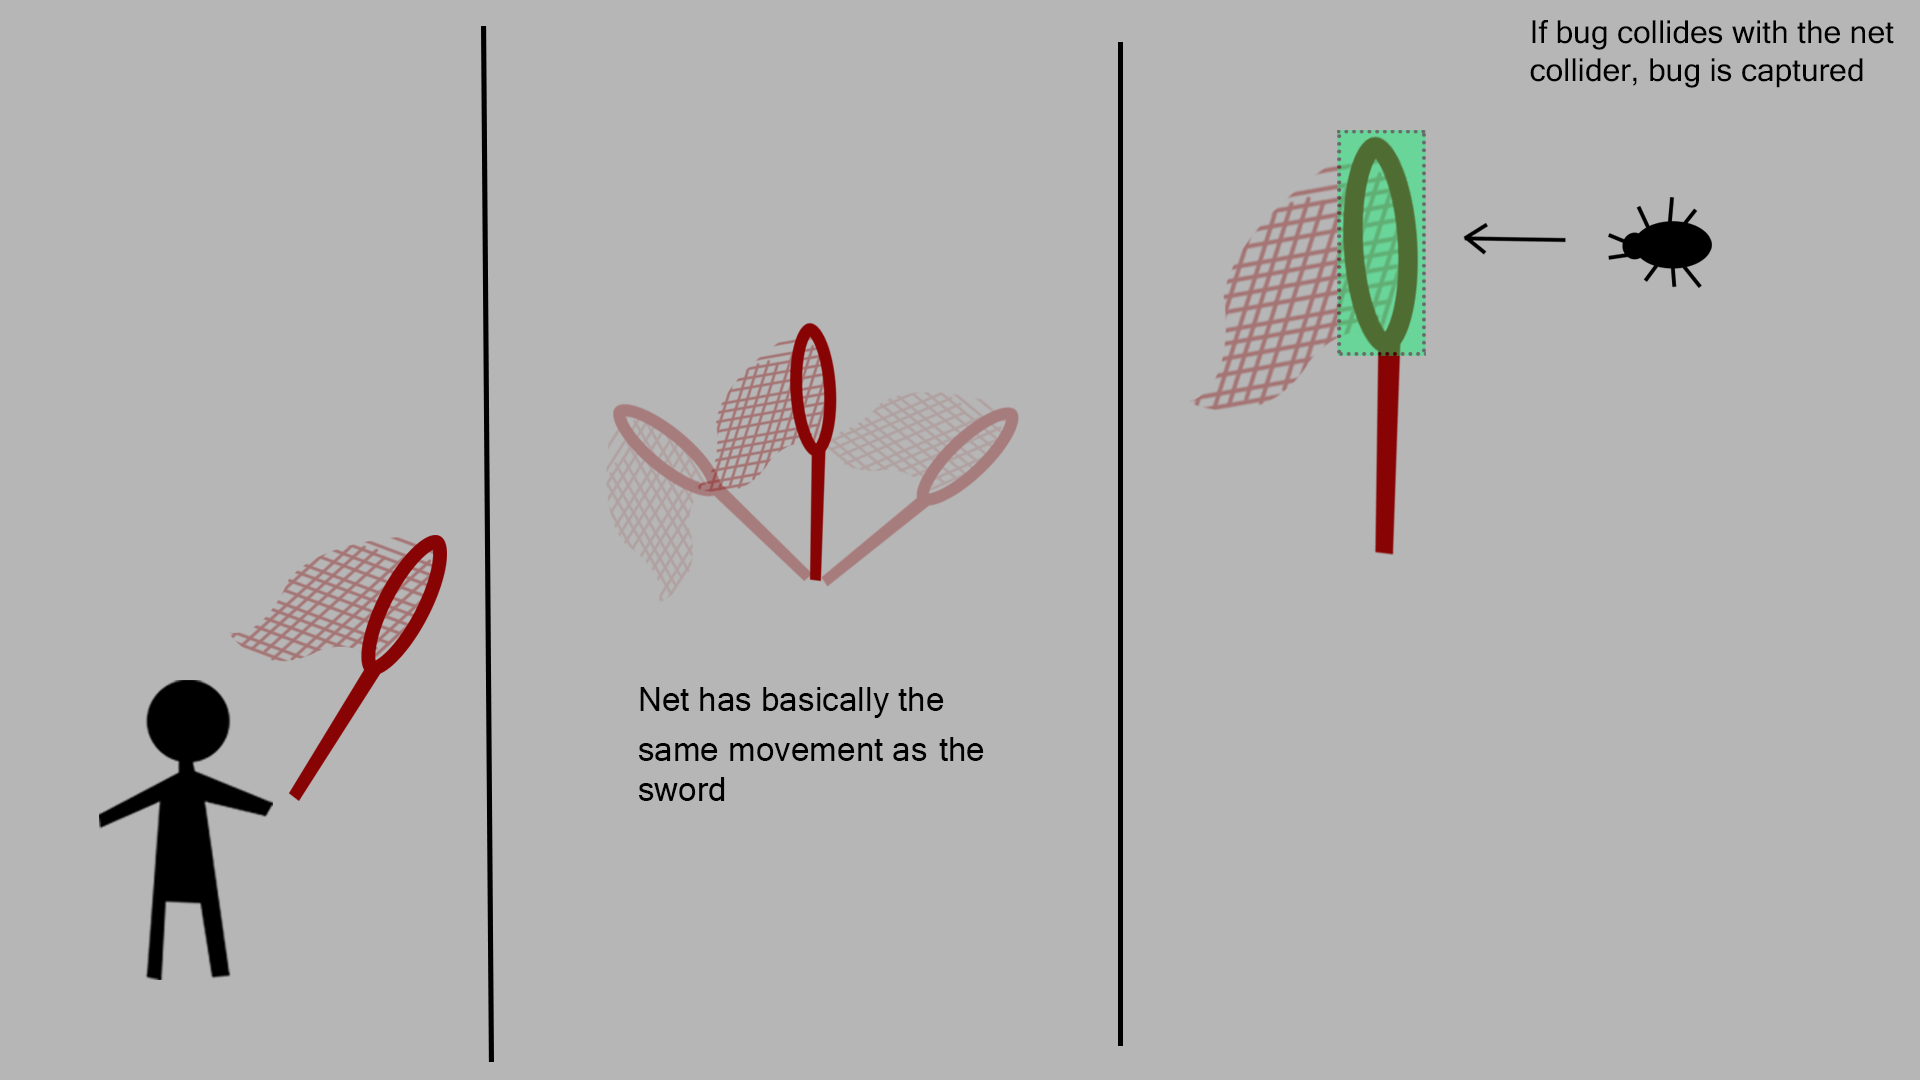 If bug collides with the net
collider, bug is captured
Net has basically the
same movement as the
sword